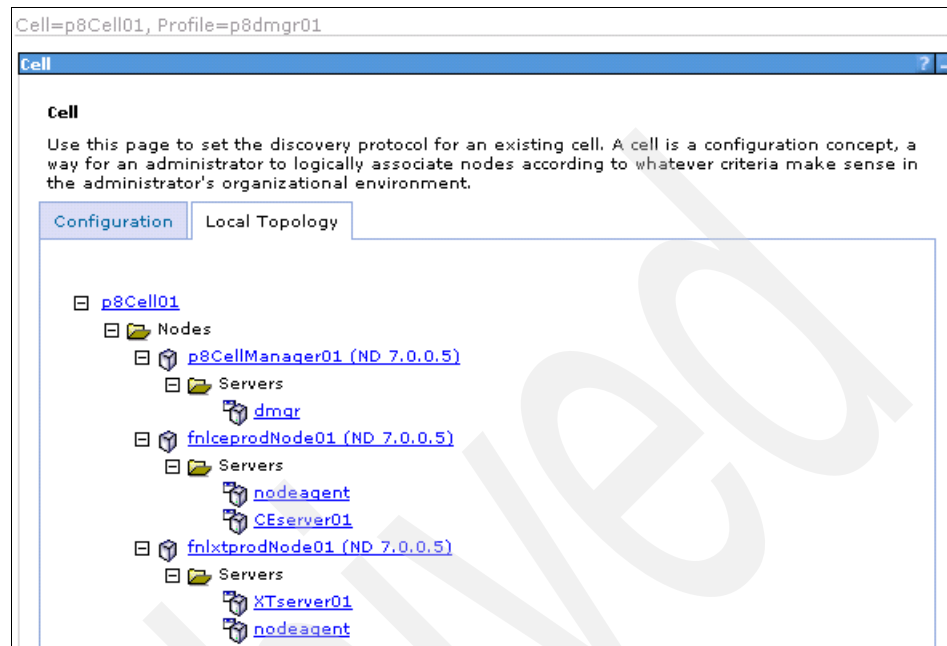 Cell=p8Cell01, Profile=p8dmgr01
Cell ? -
Cell
Use this page to set the discovery protocol for an existing cell. A cell is a configuration concept, a
way for an administrator to logically associate nodes according to whatever criteria make sense in
the administrator's organizational environment.
Configuration Local Topology
p8Cell01
Nodes
p8CellManager01 (ND 7.0.0.5)
Servers
dmgr
fnlceprodNode01 (ND 7.0.0.5)
Servers
nodeagent
CEserver01
fnlxtprodNode01 (ND 7.0.0.5)
Servers
XTserver01
nodeagent